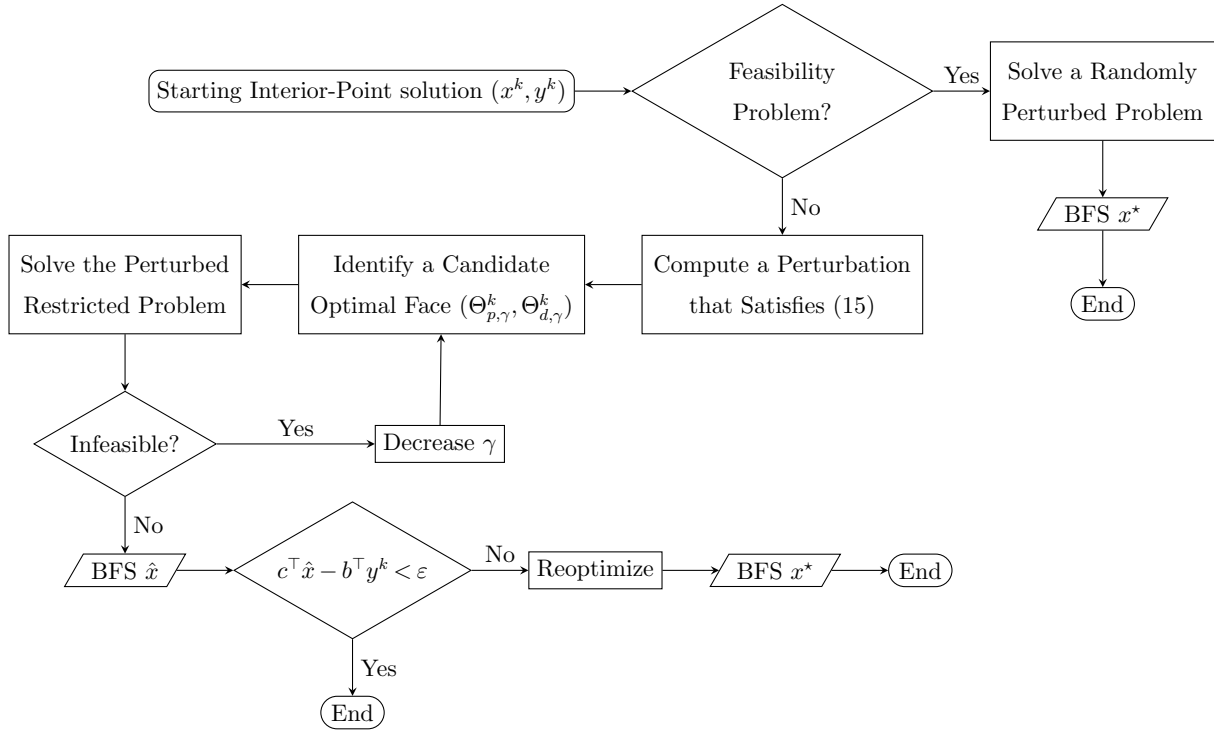 Starting Interior-Point solution (x^k, y^k)
Feasibility
Problem?
Yes
Solve a Randomly
Perturbed Problem
BFS x^⋆
End
No
Compute a Perturbation
that Satisfies (15)
Identify a Candidate
Optimal Face (Θ^k_{p,γ}, Θ^k_{d,γ})
Solve the Perturbed
Restricted Problem
Infeasible?
Yes
Decrease γ
No
BFS x̂
c^⊤x̂ − b^⊤y^k < ε
No
Reoptimize
BFS x^⋆
End
Yes
End